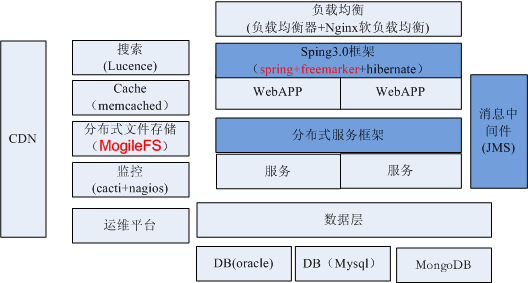 负载均衡
(负载均衡器+Nginx软负载均衡)
搜索
(Lucence)
Sping3.0框架
（spring+freemarker+hibernate）
Cache
（memcached）
WebAPP
WebAPP
CDN
分布式文件存储
（MogileFS）
分布式服务框架
消息中
间件
(JMS)
监控
(cacti+nagios)
服务
服务
运维平台
数据层
DB(oracle)
DB（Mysql）
MongoDB